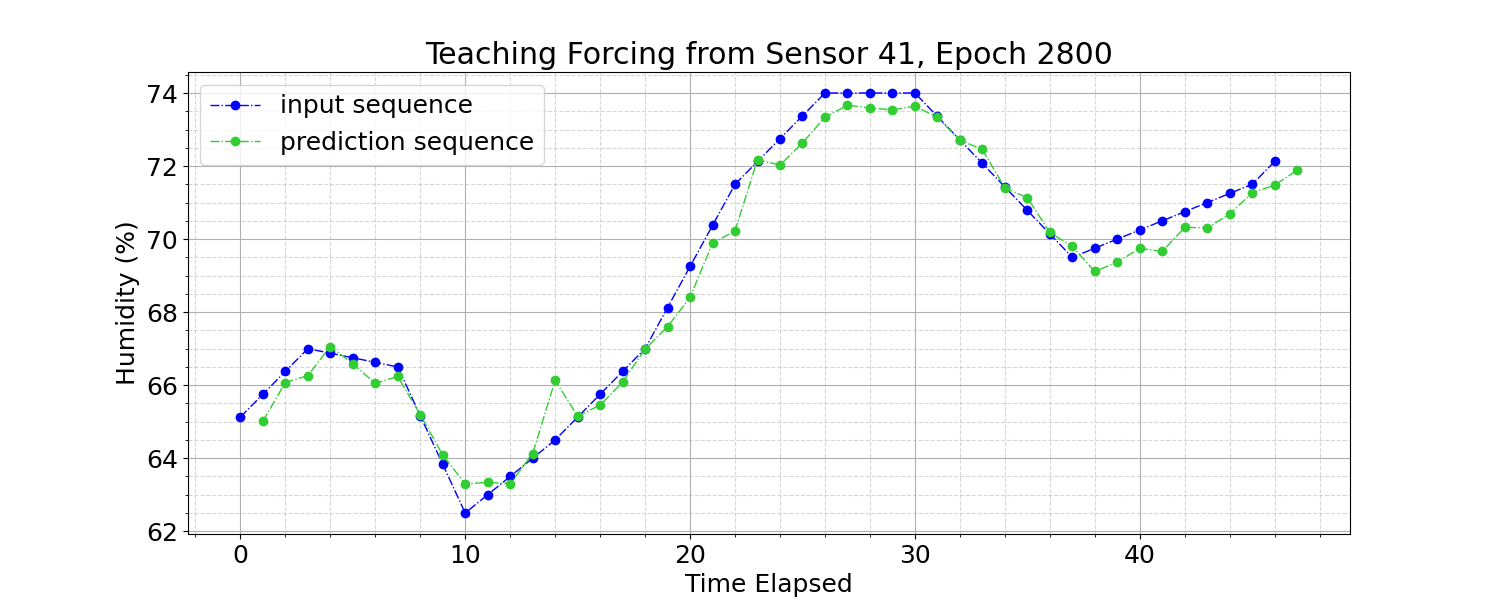 Teaching Forcing from Sensor 41, Epoch 2800
input sequence
prediction sequence
Humidity (%)
74
72
70
68
66
64
62
0 10 20 30 40
Time Elapsed